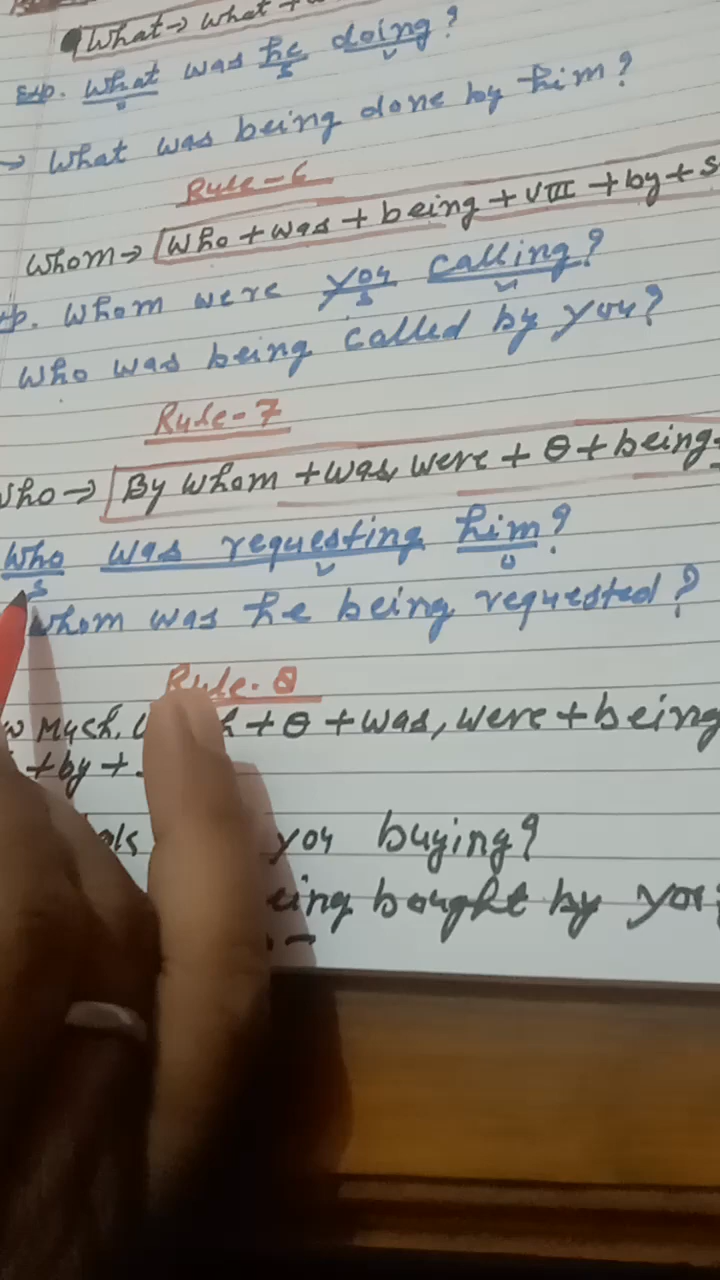 What → What +
Exp. What was he doing?
o s v
→ What was being done by him?
Rule-6
Whom → Who + was + being + VIII + by + S
Whom were you calling?
s v
Who was being called by you?
Rule-7
Who → By whom + was, were + O + being
Who was requesting him?
s v o
whom was he being requested?
Rule-8
Much, + O + was, were + being
+ by +
you buying?
being bought by you